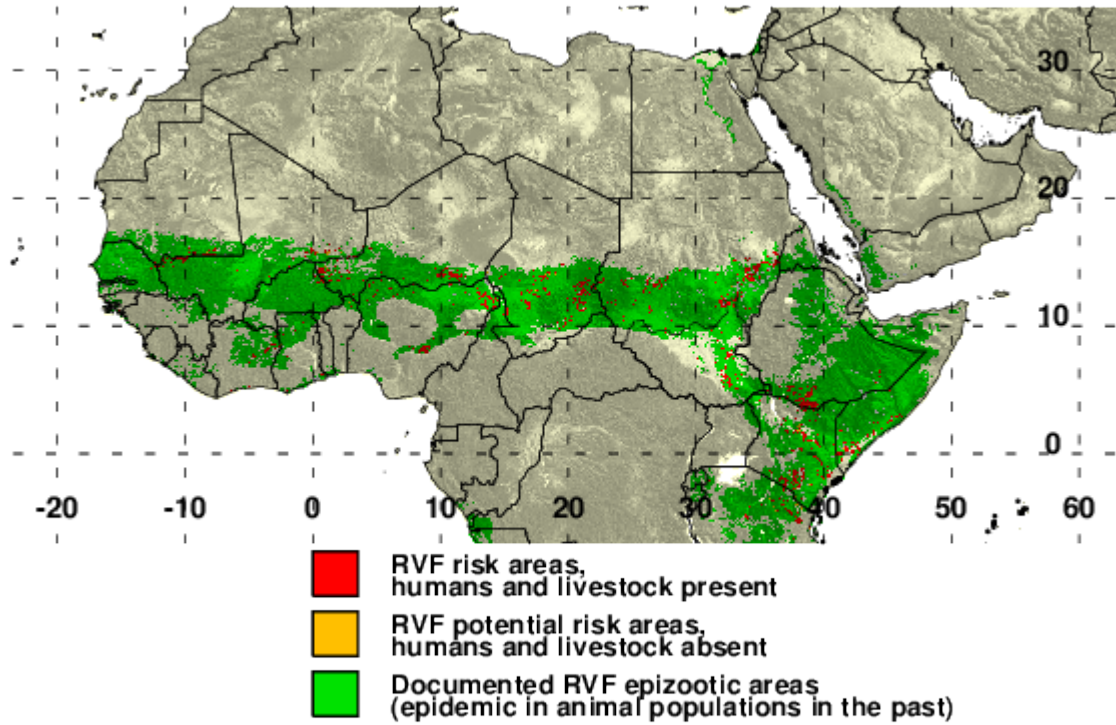 30
20
10
0
-20 -10 0 10 20 30 40 50 60
RVF risk areas,
humans and livestock present
RVF potential risk areas,
humans and livestock absent
Documented RVF epizootic areas
(epidemic in animal populations in the past)